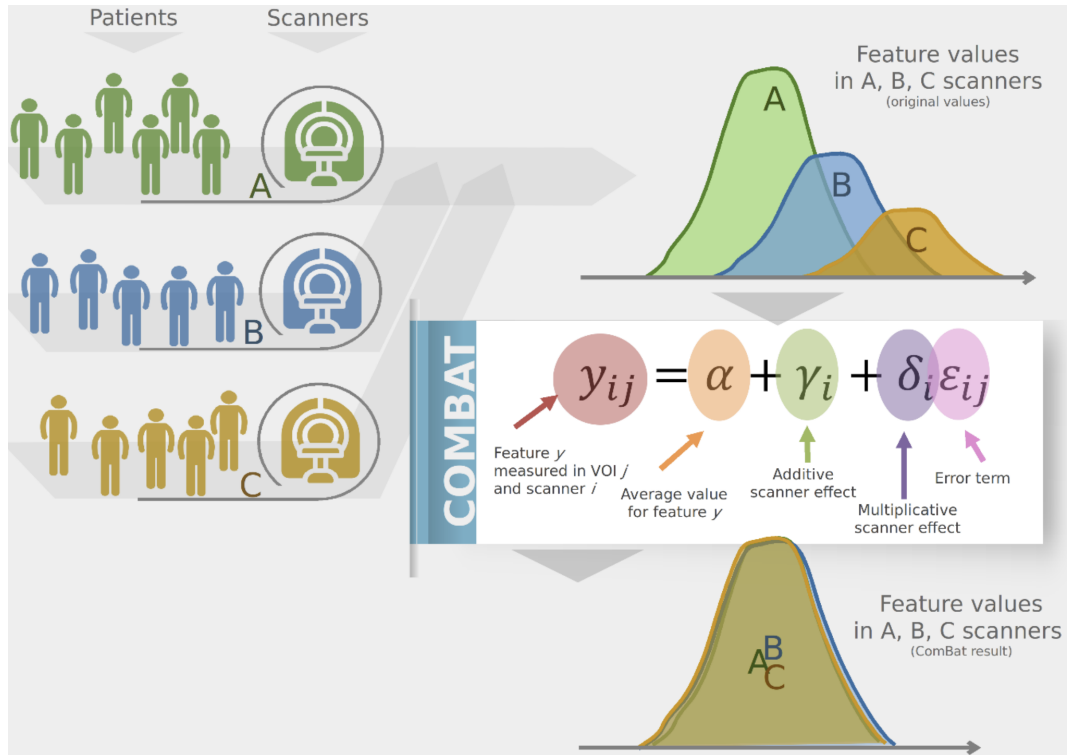 Patients
Scanners
A
B
C
Feature values
in A, B, C scanners
(original values)
A
B
C
COMBAT
yᵢⱼ = α + γᵢ + δᵢεᵢⱼ
Feature y
measured in VOI j
and scanner i
Average value
for feature y
Additive
scanner effect
Multiplicative
scanner effect
Error term
Feature values
in A, B, C scanners
(ComBat result)
B
A
C